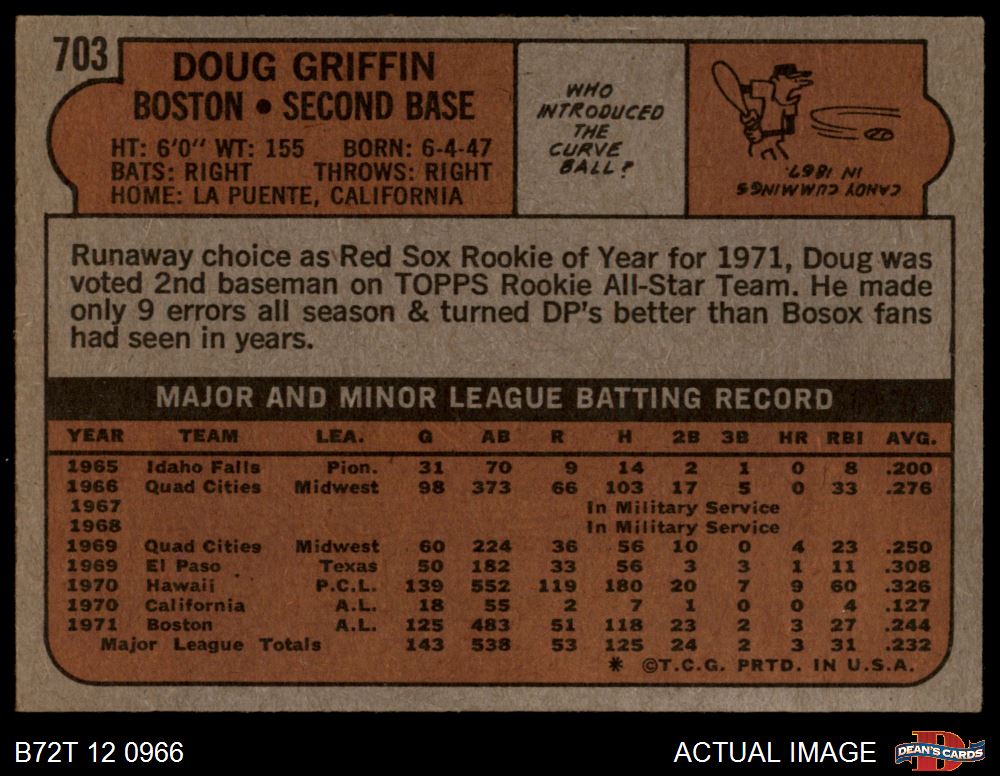 703
DOUG GRIFFIN
BOSTON • SECOND BASE
HT: 6'0" WT: 155 BORN: 6-4-47
BATS: RIGHT THROWS: RIGHT
HOME: LA PUENTE, CALIFORNIA
WHO
INTRODUCED
THE
CURVE
BALL?
CANDY CUMMINGS
IN 1867.
Runaway choice as Red Sox Rookie of Year for 1971, Doug was
voted 2nd baseman on TOPPS Rookie All-Star Team. He made
only 9 errors all season & turned DP's better than Bosox fans
had seen in years.
MAJOR AND MINOR LEAGUE BATTING RECORD
YEAR TEAM LEA. G AB R H 2B 3B HR RBI AVG.
1965 Idaho Falls Pion. 31 70 9 14 2 1 0 8 .200
1966 Quad Cities Midwest 98 373 66 103 17 5 0 33 .276
1967 In Military Service
1968 In Military Service
1969 Quad Cities Midwest 60 224 36 56 10 0 4 23 .250
1969 El Paso Texas 50 182 33 56 3 3 1 11 .308
1970 Hawaii P.C.L. 139 552 119 180 20 7 9 60 .326
1970 California A.L. 18 55 2 7 1 0 0 4 .127
1971 Boston A.L. 125 483 51 118 23 2 3 27 .244
Major League Totals 143 538 53 125 24 2 3 31 .232
* ©T.C.G. PRTD. IN U.S.A.
B72T 12 0966
ACTUAL IMAGE
D
DEAN'S CARDS